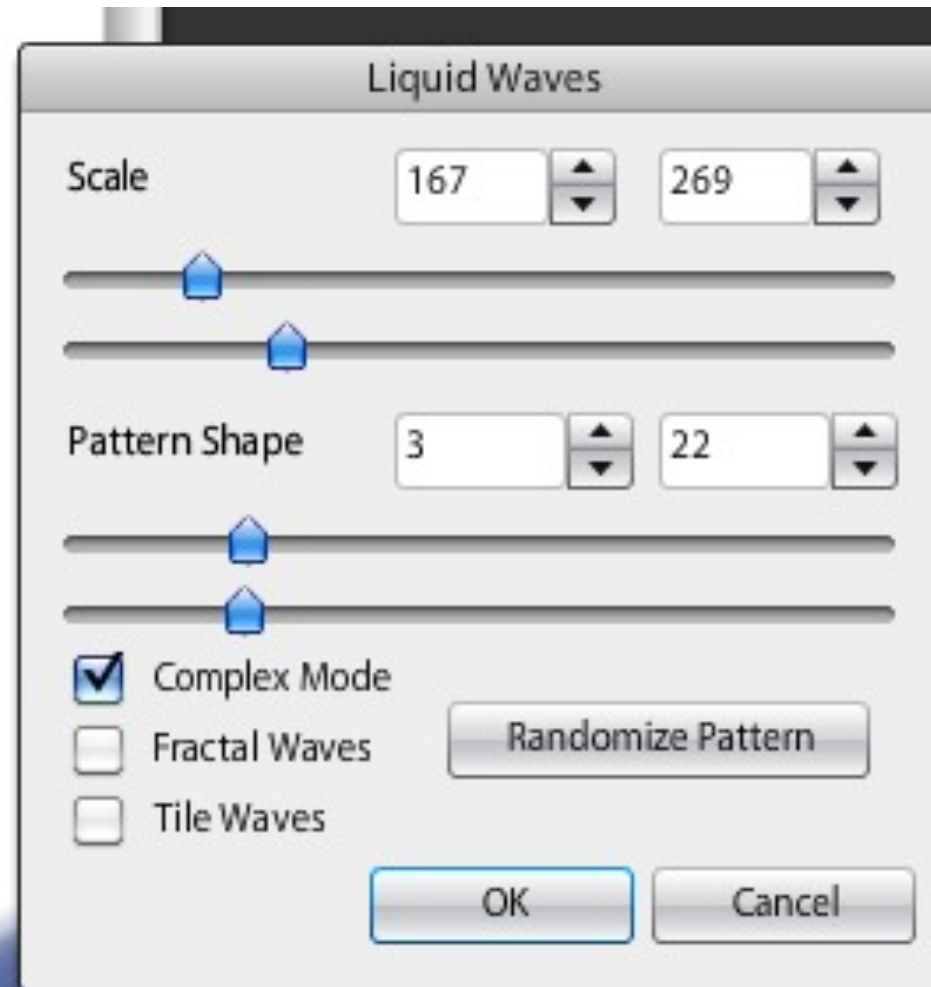 Liquid Waves
Scale 167 269
Pattern Shape 3 22
Complex Mode
Fractal Waves Randomize Pattern
Tile Waves
OK Cancel